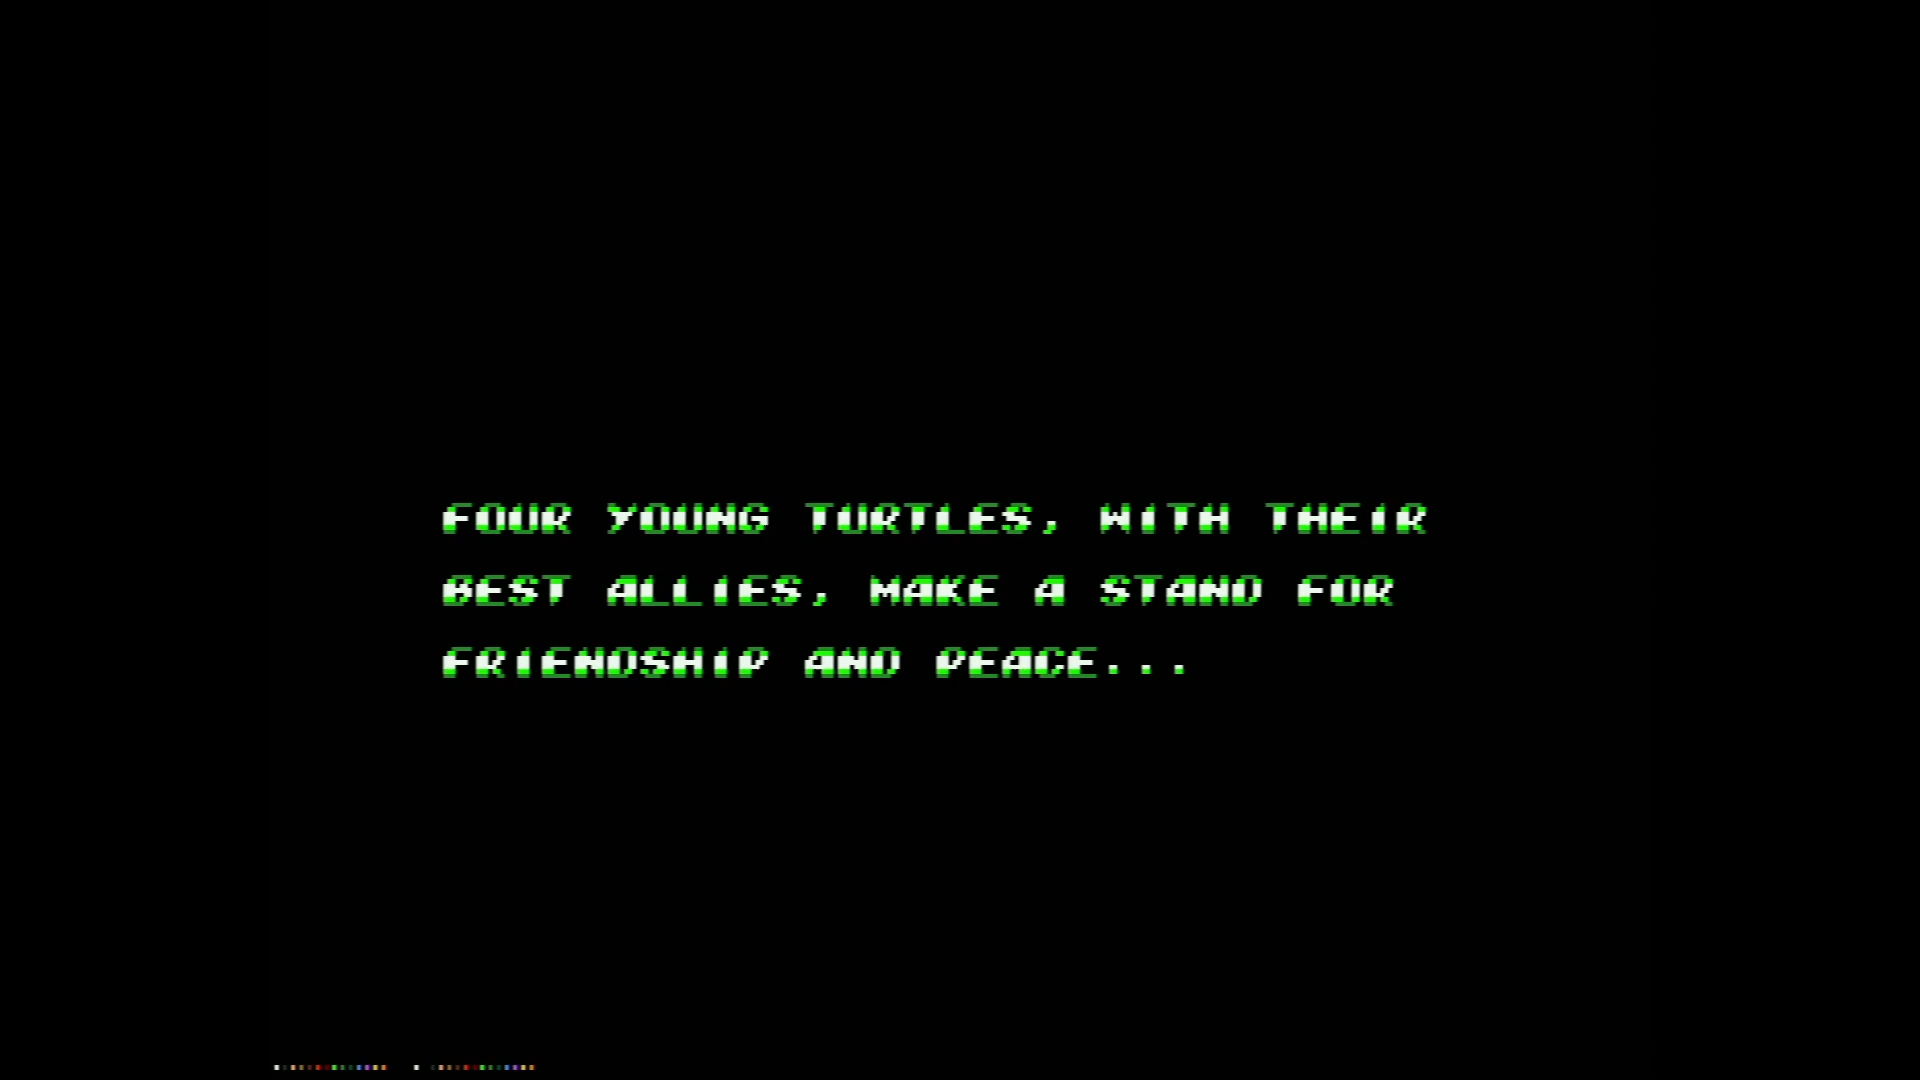 FOUR YOUNG TURTLES, WITH THEIR
BEST ALLIES, MAKE A STAND FOR
FRIENDSHIP AND PEACE...